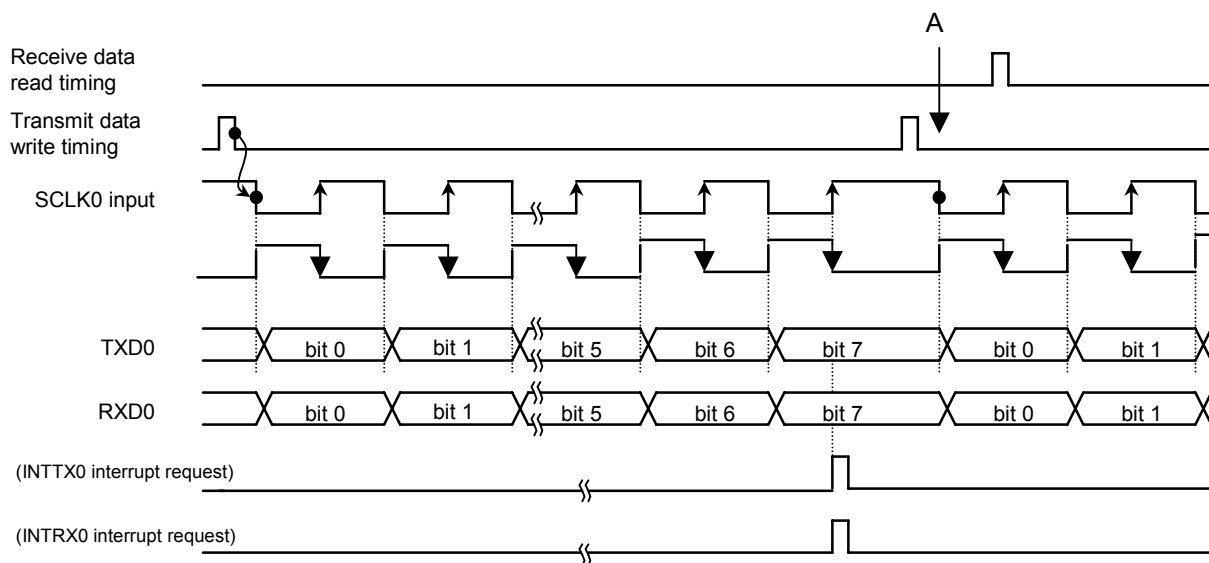 A
Receive data
read timing
Transmit data
write timing
SCLK0 input
TXD0
bit 0 bit 1 bit 5 bit 6 bit 7 bit 0 bit 1
RXD0
bit 0 bit 1 bit 5 bit 6 bit 7 bit 0 bit 1
(INTTX0 interrupt request)
(INTRX0 interrupt request)